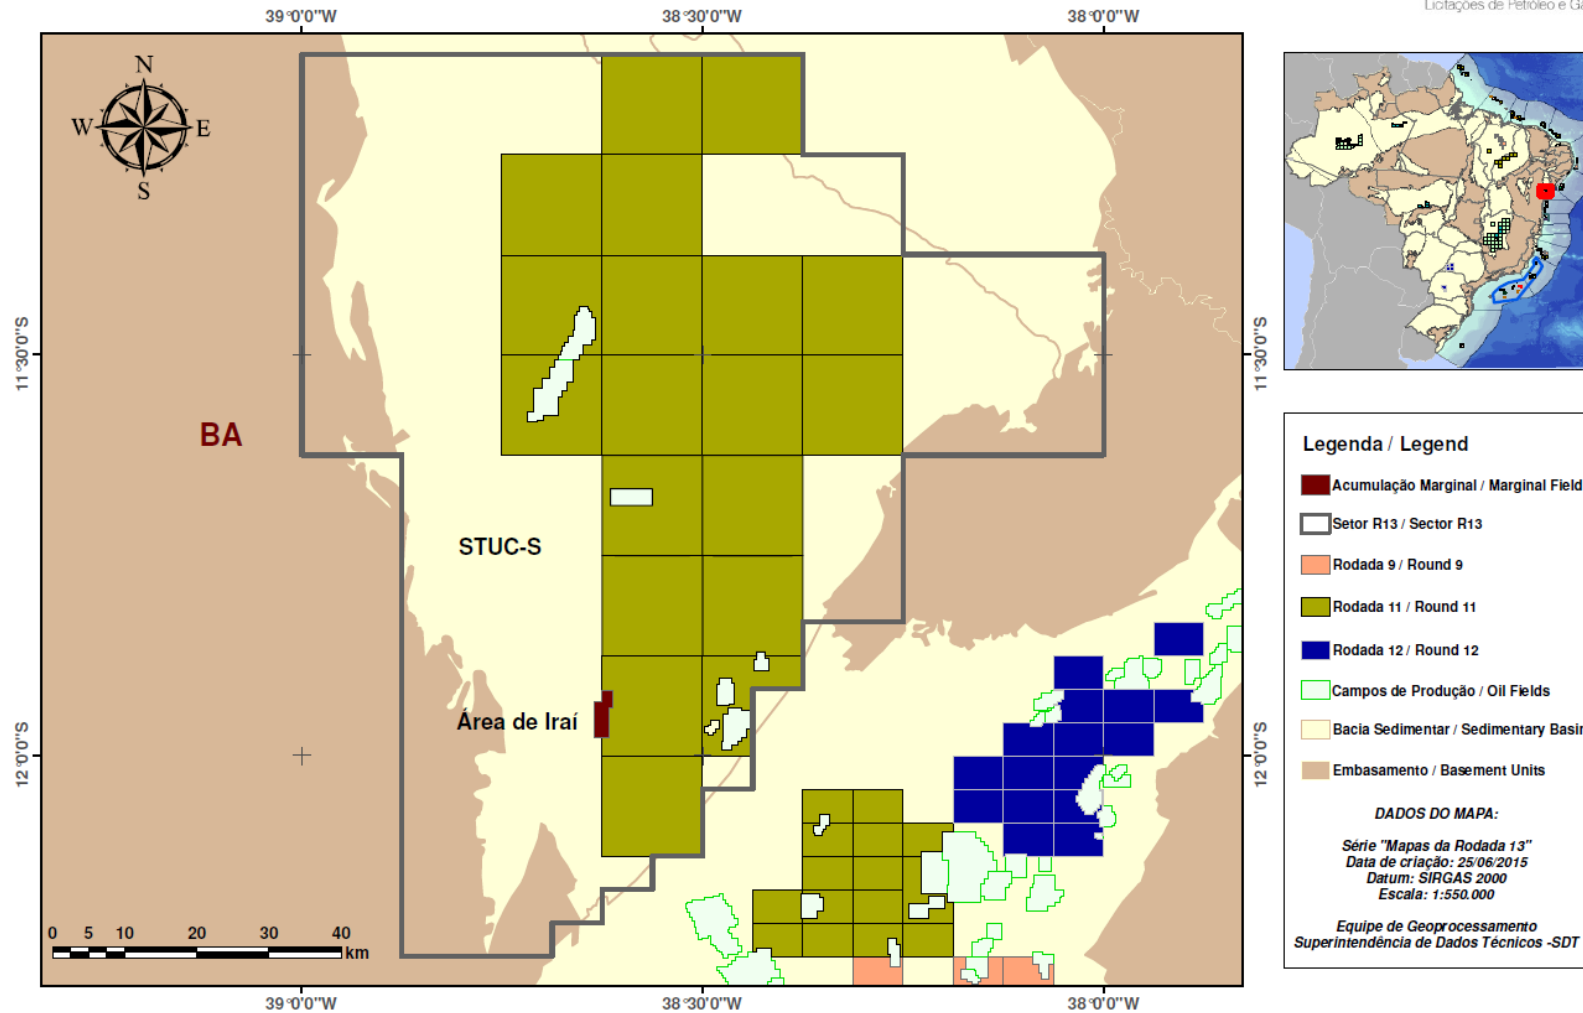 Licitações de Petróleo e Gá
39°0'0"W
38°30'0"W
38°0'0"W
N
W
E
S
11°30'0"S
11°30'0"S
BA
STUC-S
Área de Iraí
12°0'0"S
12°0'0"S
0 5 10 20 30 40
km
39°0'0"W
38°30'0"W
38°0'0"W
Legenda / Legend
Acumulação Marginal / Marginal Field
Setor R13 / Sector R13
Rodada 9 / Round 9
Rodada 11 / Round 11
Rodada 12 / Round 12
Campos de Produção / Oil Fields
Bacia Sedimentar / Sedimentary Basin
Embasamento / Basement Units
DADOS DO MAPA:
Série "Mapas da Rodada 13"
Data de criação: 25/06/2015
Datum: SIRGAS 2000
Escala: 1:550.000
Equipe de Geoprocessamento
Superintendência de Dados Técnicos -SDT